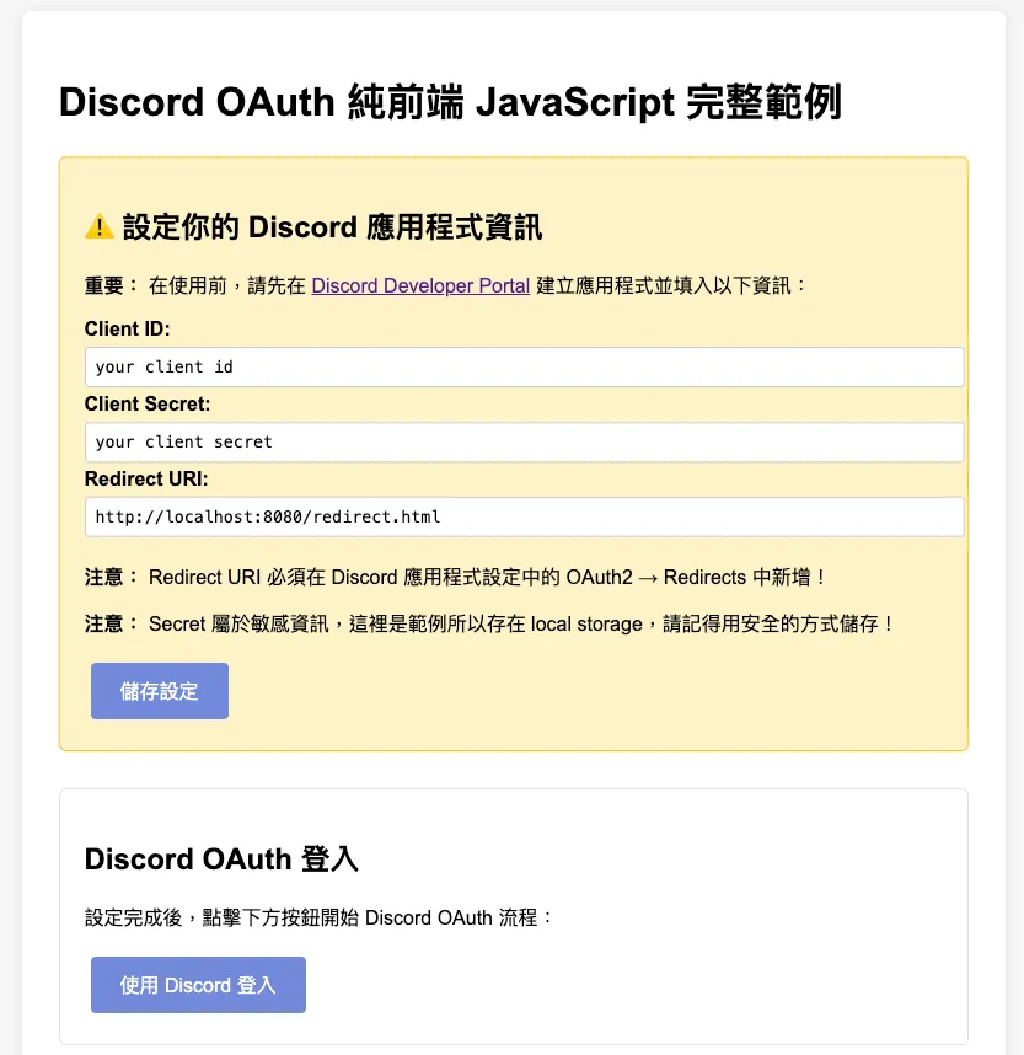 Discord OAuth 純前端 JavaScript 完整範例
⚠️ 設定你的 Discord 應用程式資訊
重要： 在使用前，請先在 Discord Developer Portal 建立應用程式並填入以下資訊：
Client ID:
your client id
Client Secret:
your client secret
Redirect URI:
http://localhost:8080/redirect.html
注意： Redirect URI 必須在 Discord 應用程式設定中的 OAuth2 → Redirects 中新增！
注意： Secret 屬於敏感資訊，這裡是範例所以存在 local storage，請記得用安全的方式儲存！
儲存設定
Discord OAuth 登入
設定完成後，點擊下方按鈕開始 Discord OAuth 流程：
使用 Discord 登入